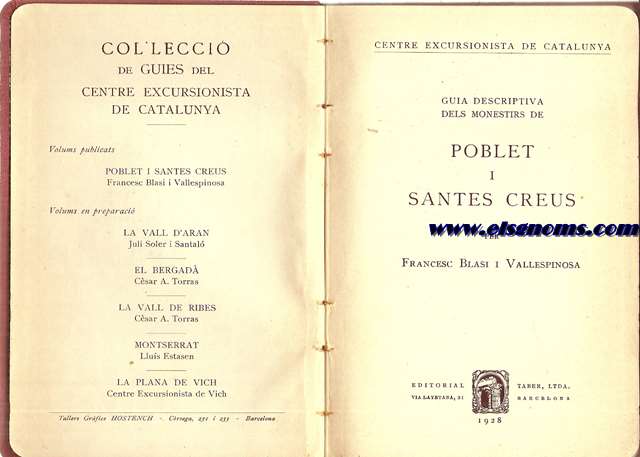 COL·LECCIÓ
DE GUIES DEL
CENTRE EXCURSIONISTA
DE CATALUNYA
Volums publicats
POBLET I SANTES CREUS
Francesc Blasi i Vallespinosa
Volums en preparació
LA VALL D'ARAN
Juli Soler i Santaló
EL BERGADÀ
Cèsar A. Torras
LA VALL DE RIBES
Cèsar A. Torras
MONTSERRAT
Lluís Estasen
LA PLANA DE VICH
Centre Excursionista de Vich
Tallers Gràfics HOSTENCH - Còrsega, 231 i 233 - Barcelona
CENTRE EXCURSIONISTA DE CATALUNYA
GUIA DESCRIPTIVA
DELS MONESTIRS DE
POBLET
I
SANTES CREUS
www.elsgnoms.com
PER
FRANCESC BLASI I VALLESPINOSA
EDITORIAL TABER, LTDA.
VIA LAYETANA, 21 BARCELONA
1928